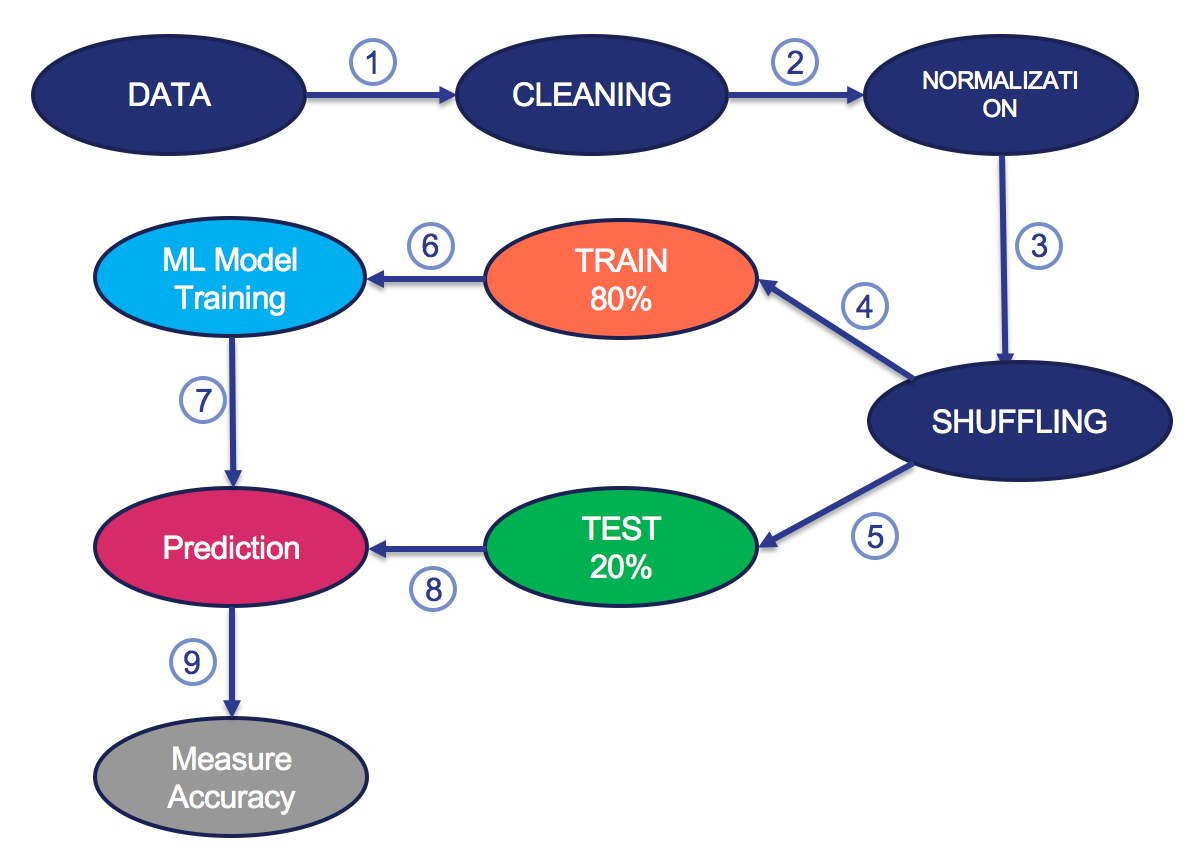 DATA
1
CLEANING
2
NORMALIZATI
ON
3
ML Model
Training
6
TRAIN
80%
4
SHUFFLING
7
5
Prediction
8
TEST
20%
9
Measure
Accuracy